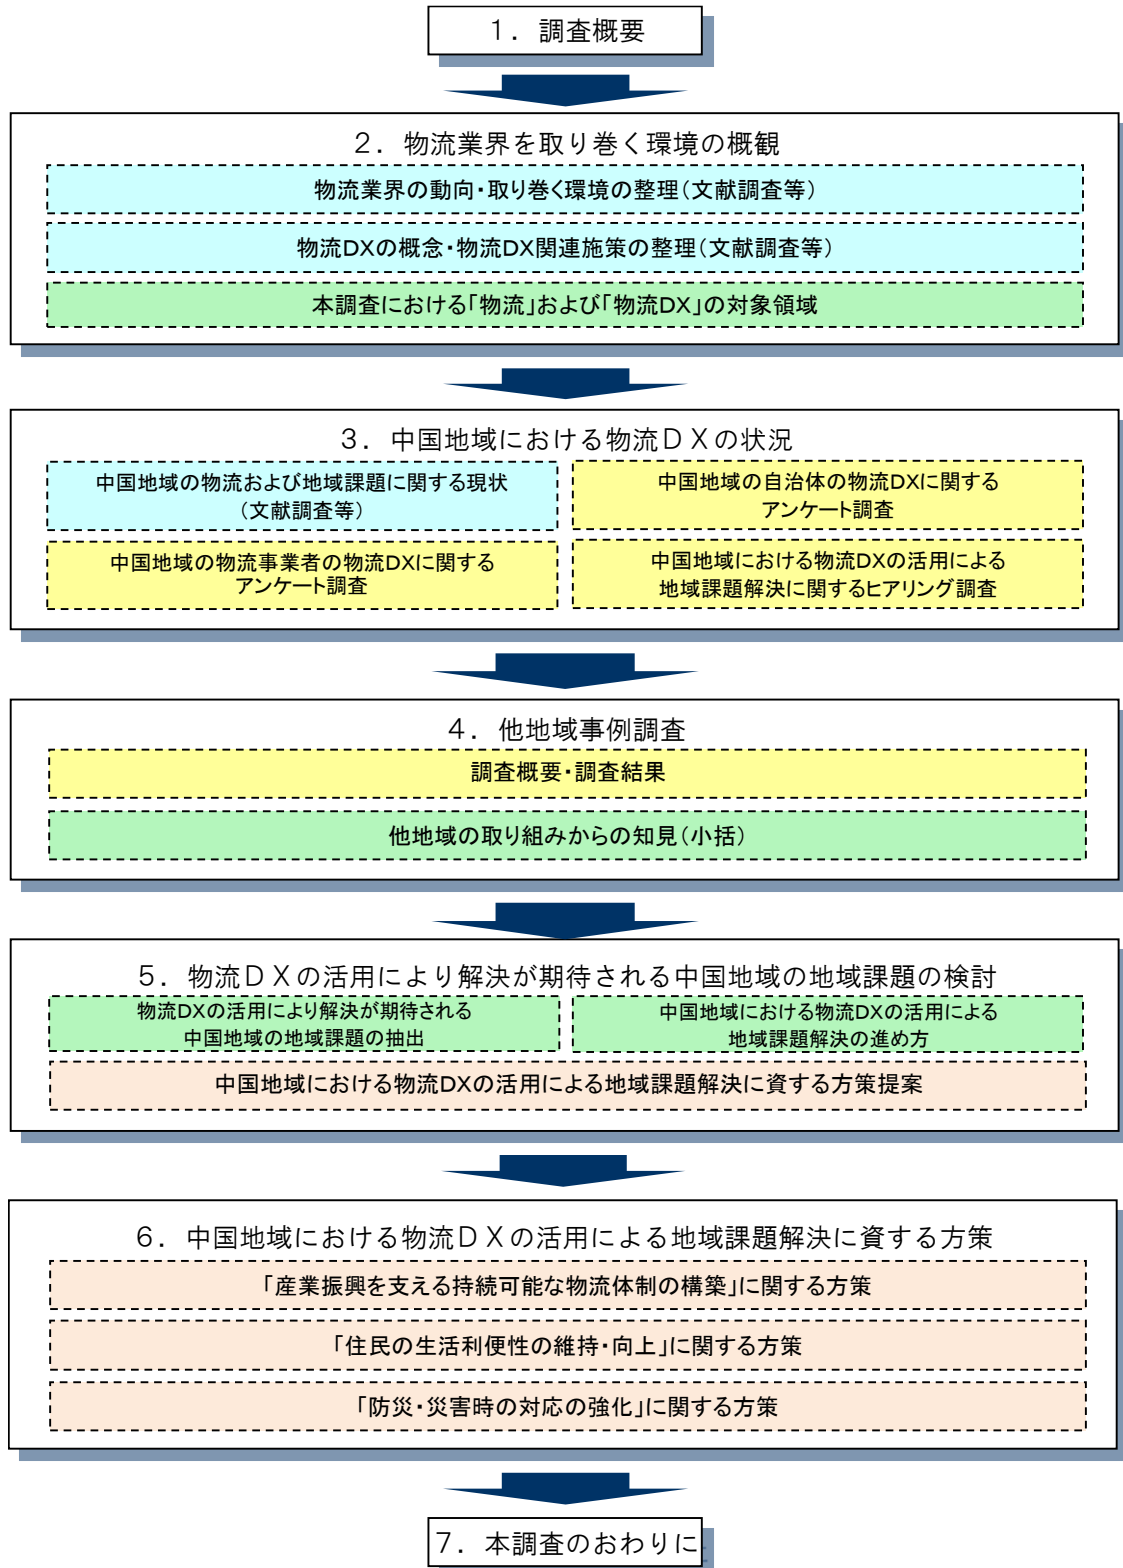 １．調査概要
２．物流業界を取り巻く環境の概観
物流業界の動向・取り巻く環境の整理（文献調査等）
物流DXの概念・物流DX関連施策の整理（文献調査等）
本調査における「物流」および「物流DX」の対象領域
３．中国地域における物流ＤＸの状況
中国地域の物流および地域課題に関する現状
（文献調査等）
中国地域の自治体の物流DXに関する
アンケート調査
中国地域の物流事業者の物流DXに関する
アンケート調査
中国地域における物流DXの活用による
地域課題解決に関するヒアリング調査
４．他地域事例調査
調査概要・調査結果
他地域の取り組みからの知見（小括）
５．物流ＤＸの活用により解決が期待される中国地域の地域課題の検討
物流DXの活用により解決が期待される
中国地域の地域課題の抽出
中国地域における物流DXの活用による
地域課題解決の進め方
中国地域における物流DXの活用による地域課題解決に資する方策提案
６．中国地域における物流ＤＸの活用による地域課題解決に資する方策
「産業振興を支える持続可能な物流体制の構築」に関する方策
「住民の生活利便性の維持・向上」に関する方策
「防災・災害時の対応の強化」に関する方策
７．本調査のおわりに